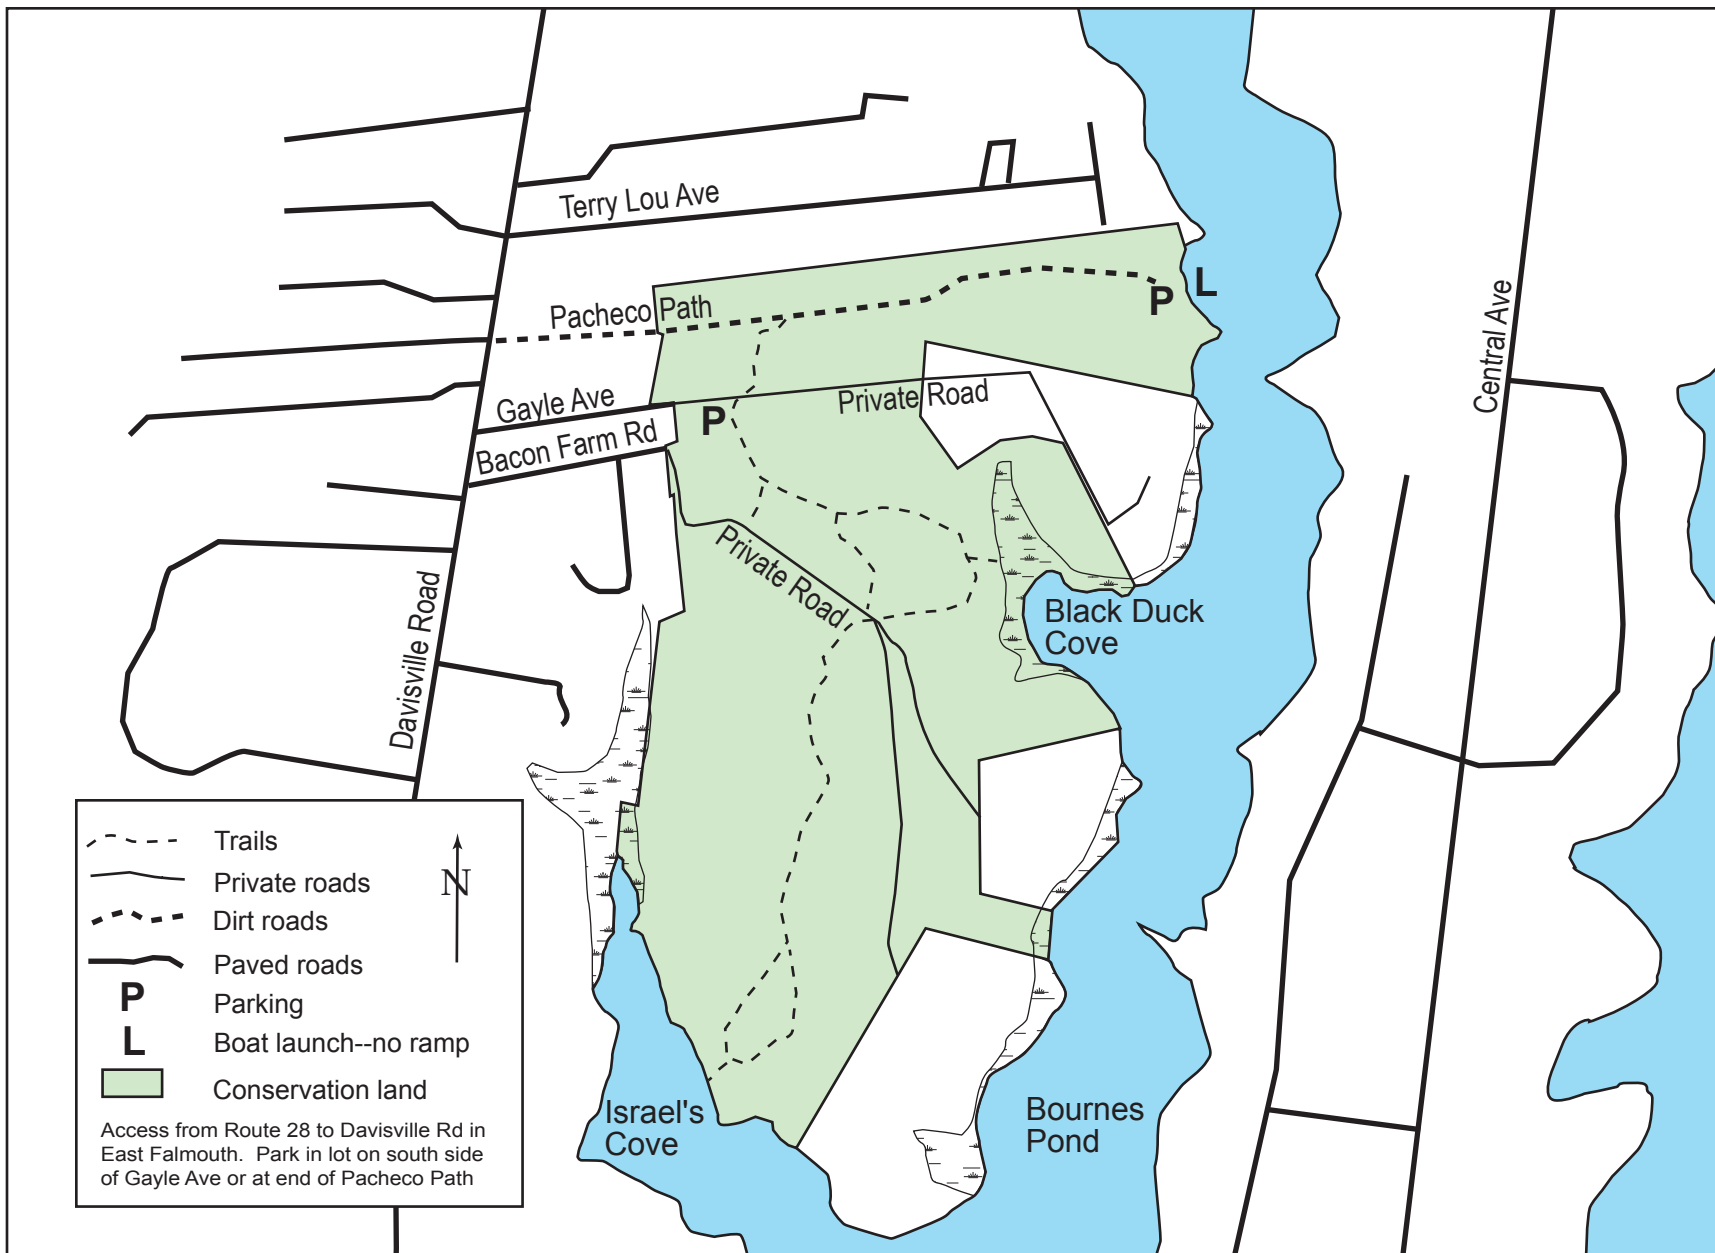 Terry Lou Ave
Pacheco Path
P
L
Central Ave
Gayle Ave
Private Road
P
Bacon Farm Rd
Private Road
Davisville Road
Black Duck
Cove
Trails
Private roads
N
Dirt roads
Paved roads
P Parking
L Boat launch--no ramp
Conservation land
Access from Route 28 to Davisville Rd in
East Falmouth. Park in lot on south side
of Gayle Ave or at end of Pacheco Path
Israel's
Cove
Bournes
Pond